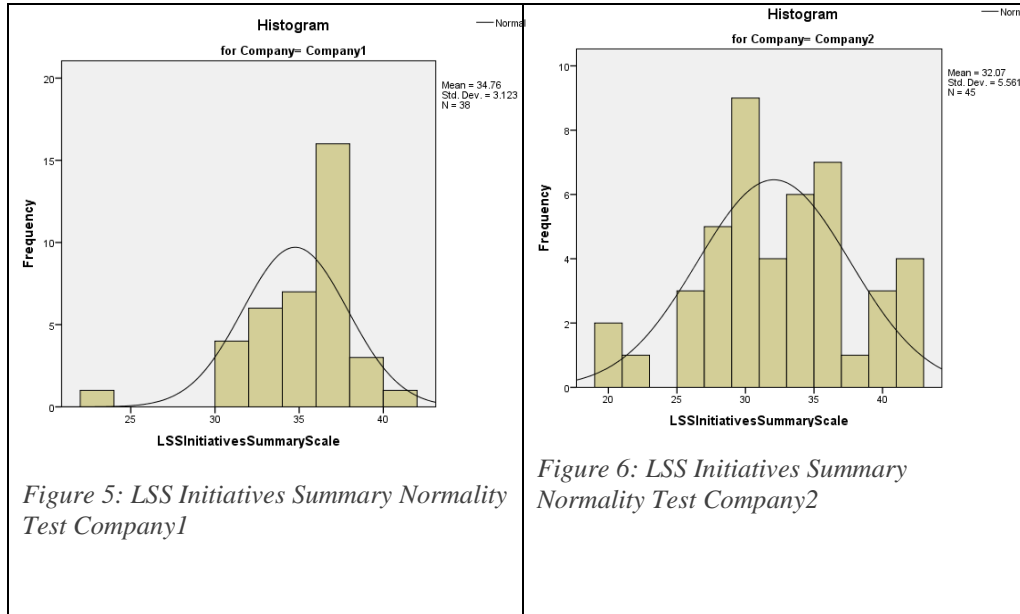 Histogram
Normal
for Company= Company1
Mean = 34.76
Std. Dev. = 3.123
N = 38
20
15
10
5
0
Frequency
25
30
35
40
LSSInitiativesSummaryScale
Figure 5: LSS Initiatives Summary Normality
Test Company1
Histogram
Norn
for Company= Company2
Mean = 32.07
Std. Dev. = 5.561
N = 45
10
8
6
4
2
0
Frequency
20
25
30
35
40
LSSInitiativesSummaryScale
Figure 6: LSS Initiatives Summary
Normality Test Company2